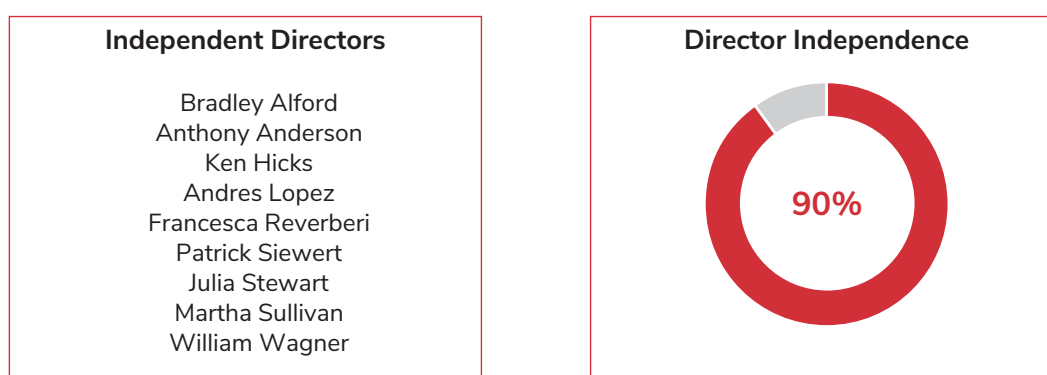 Independent Directors
Bradley Alford
Anthony Anderson
Ken Hicks
Andres Lopez
Francesca Reverberi
Patrick Siewert
Julia Stewart
Martha Sullivan
William Wagner
Director Independence
90%